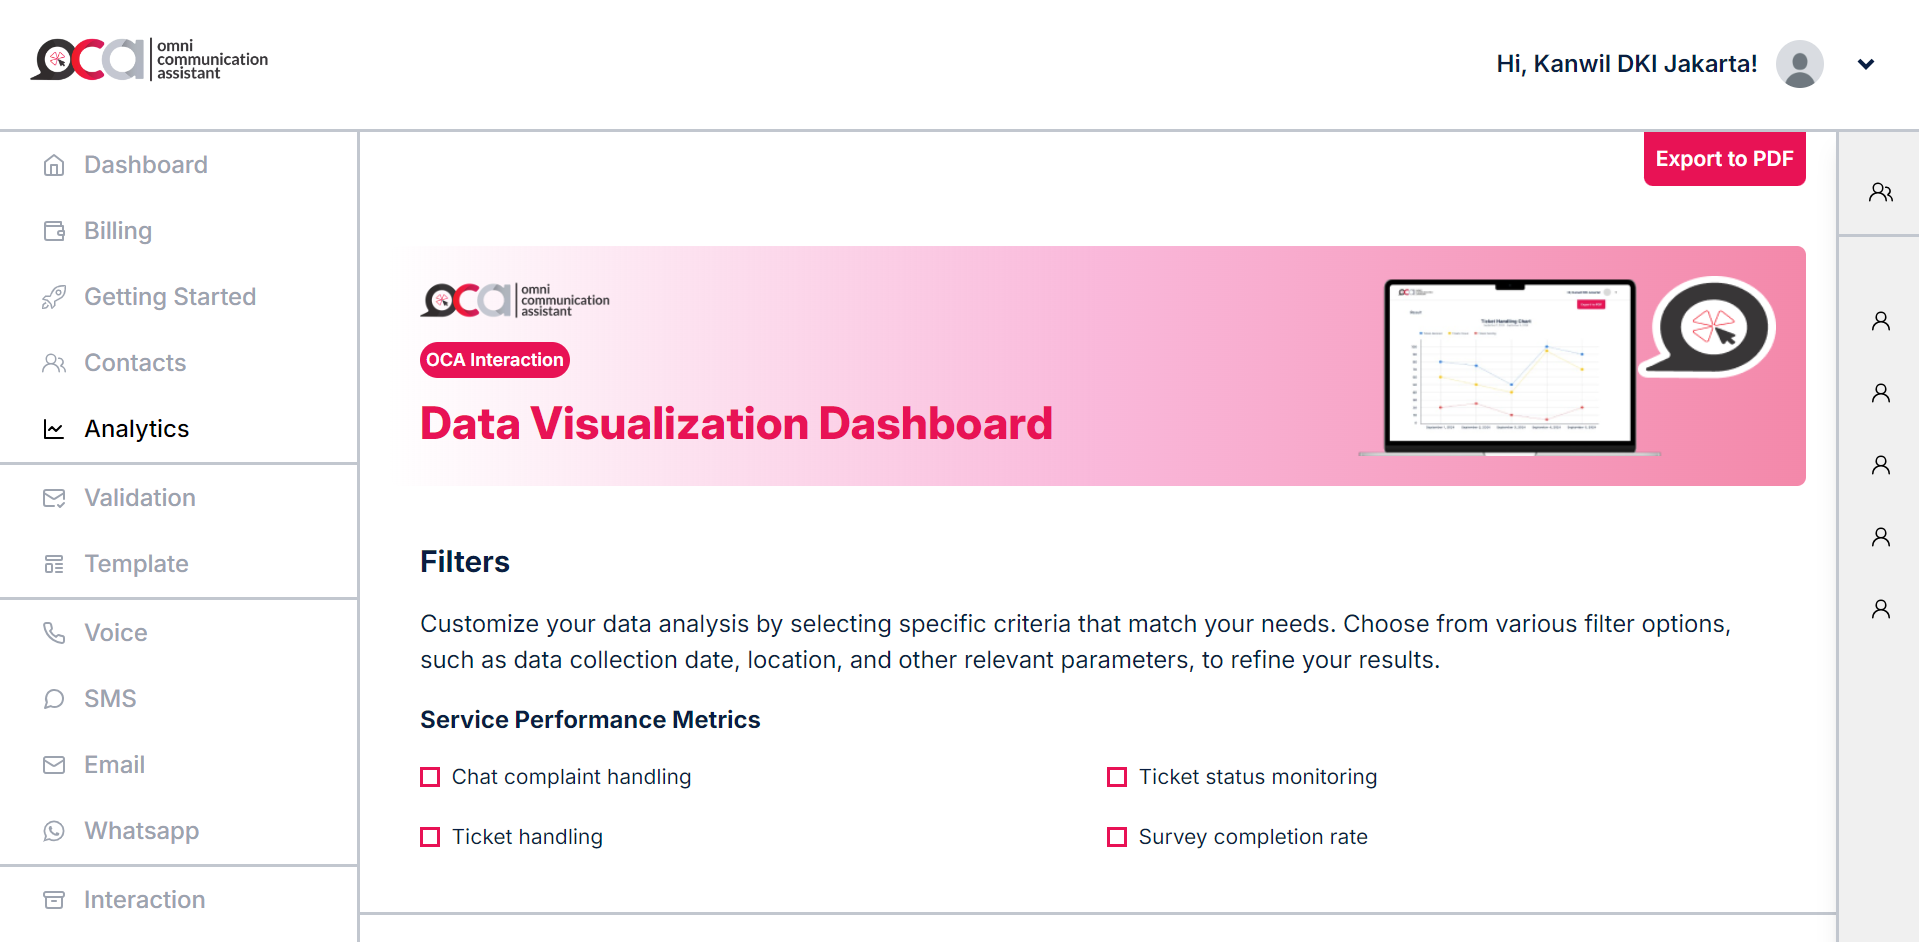 oca
omni
communication
assistant
Hi, Kanwil DKI Jakarta!
Dashboard
Billing
Getting Started
Contacts
Analytics
Validation
Template
Voice
SMS
Email
Whatsapp
Interaction
Export to PDF
oca
omni
communication
assistant
OCA Interaction
Data Visualization Dashboard
Ticket Handling Chart
Filters
Customize your data analysis by selecting specific criteria that match your needs. Choose from various filter options,
such as data collection date, location, and other relevant parameters, to refine your results.
Service Performance Metrics
Chat complaint handling
Ticket status monitoring
Ticket handling
Survey completion rate